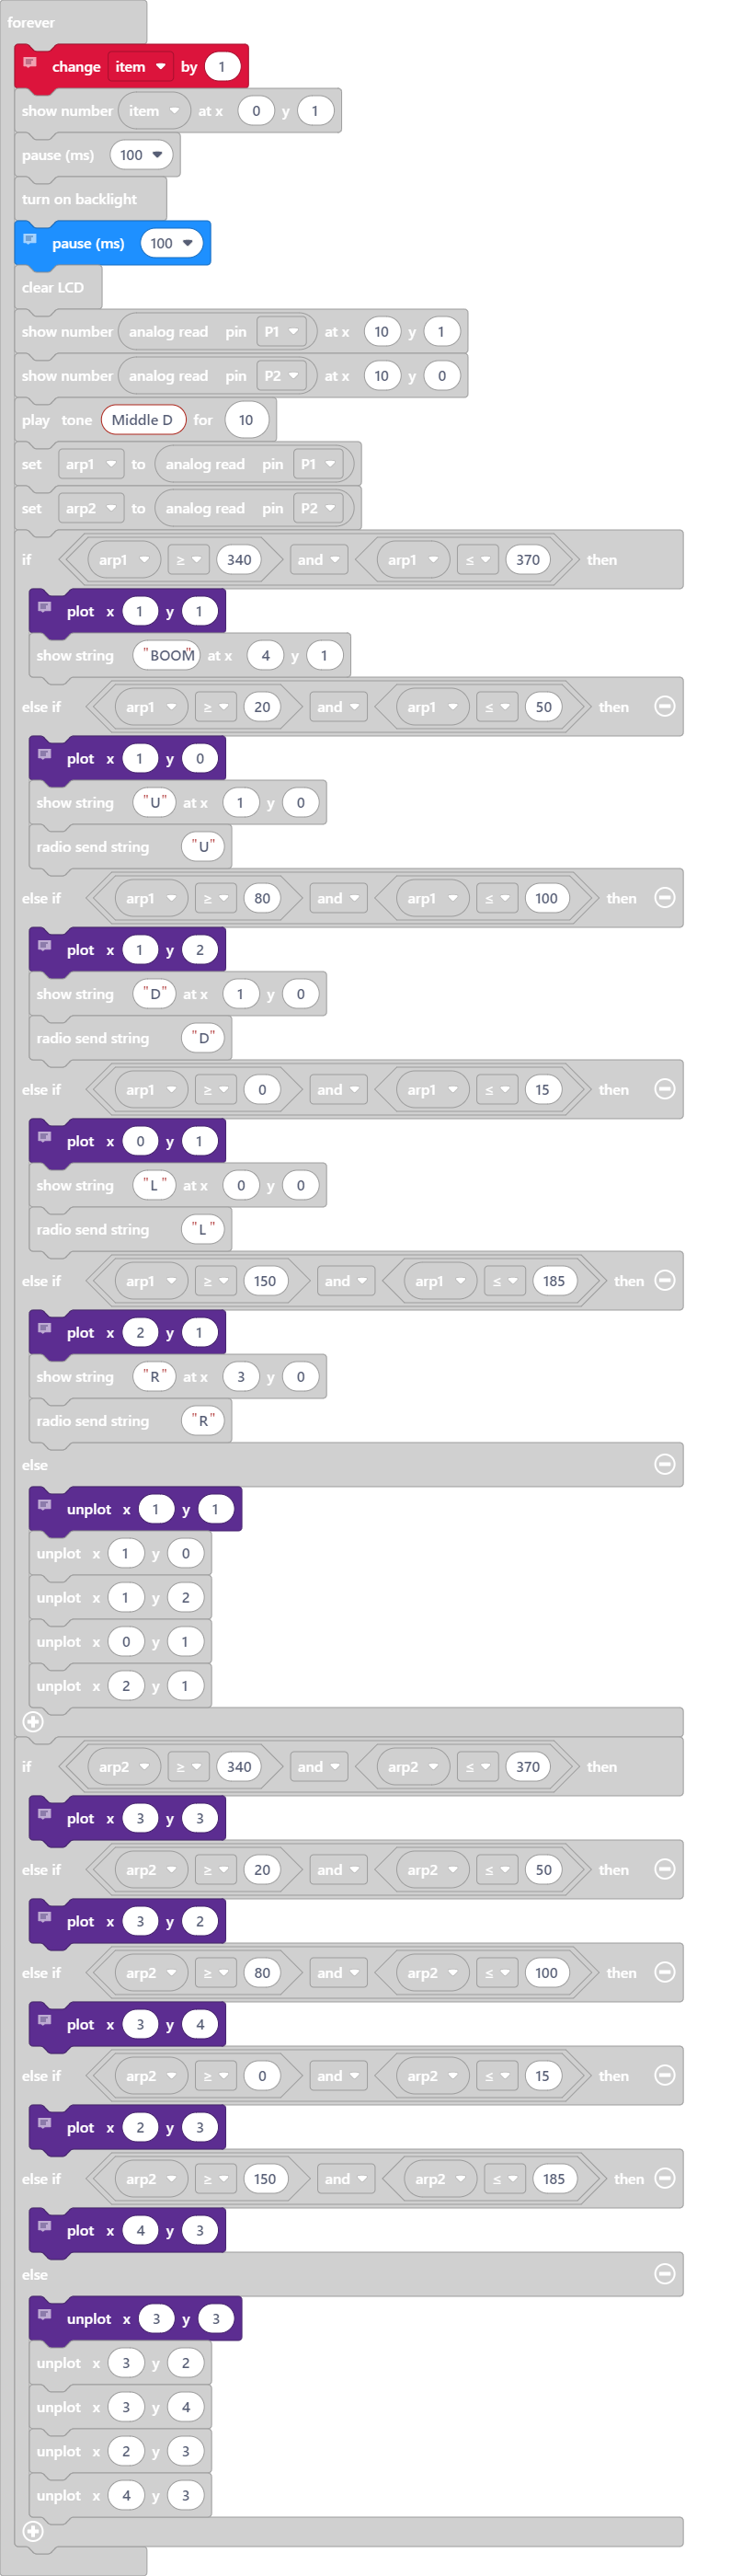 forever
change item by 1
show number item at x 0 y 1
pause (ms) 100
turn on backlight
pause (ms) 100
clear LCD
show number analog read pin P1 at x 10 y 1
show number analog read pin P2 at x 10 y 0
play tone Middle D for 10
set arp1 to analog read pin P1
set arp2 to analog read pin P2
if arp1 ≥ 340 and arp1 ≤ 370 then
plot x 1 y 1
show string "BOOM" at x 4 y 1
else if arp1 ≥ 20 and arp1 ≤ 50 then
plot x 1 y 0
show string "U" at x 1 y 0
radio send string "U"
else if arp1 ≥ 80 and arp1 ≤ 100 then
plot x 1 y 2
show string "D" at x 1 y 0
radio send string "D"
else if arp1 ≥ 0 and arp1 ≤ 15 then
plot x 0 y 1
show string "L" at x 0 y 0
radio send string "L"
else if arp1 ≥ 150 and arp1 ≤ 185 then
plot x 2 y 1
show string "R" at x 3 y 0
radio send string "R"
else
unplot x 1 y 1
unplot x 1 y 0
unplot x 1 y 2
unplot x 0 y 1
unplot x 2 y 1
if arp2 ≥ 340 and arp2 ≤ 370 then
plot x 3 y 3
else if arp2 ≥ 20 and arp2 ≤ 50 then
plot x 3 y 2
else if arp2 ≥ 80 and arp2 ≤ 100 then
plot x 3 y 4
else if arp2 ≥ 0 and arp2 ≤ 15 then
plot x 2 y 3
else if arp2 ≥ 150 and arp2 ≤ 185 then
plot x 4 y 3
else
unplot x 3 y 3
unplot x 3 y 2
unplot x 3 y 4
unplot x 2 y 3
unplot x 4 y 3